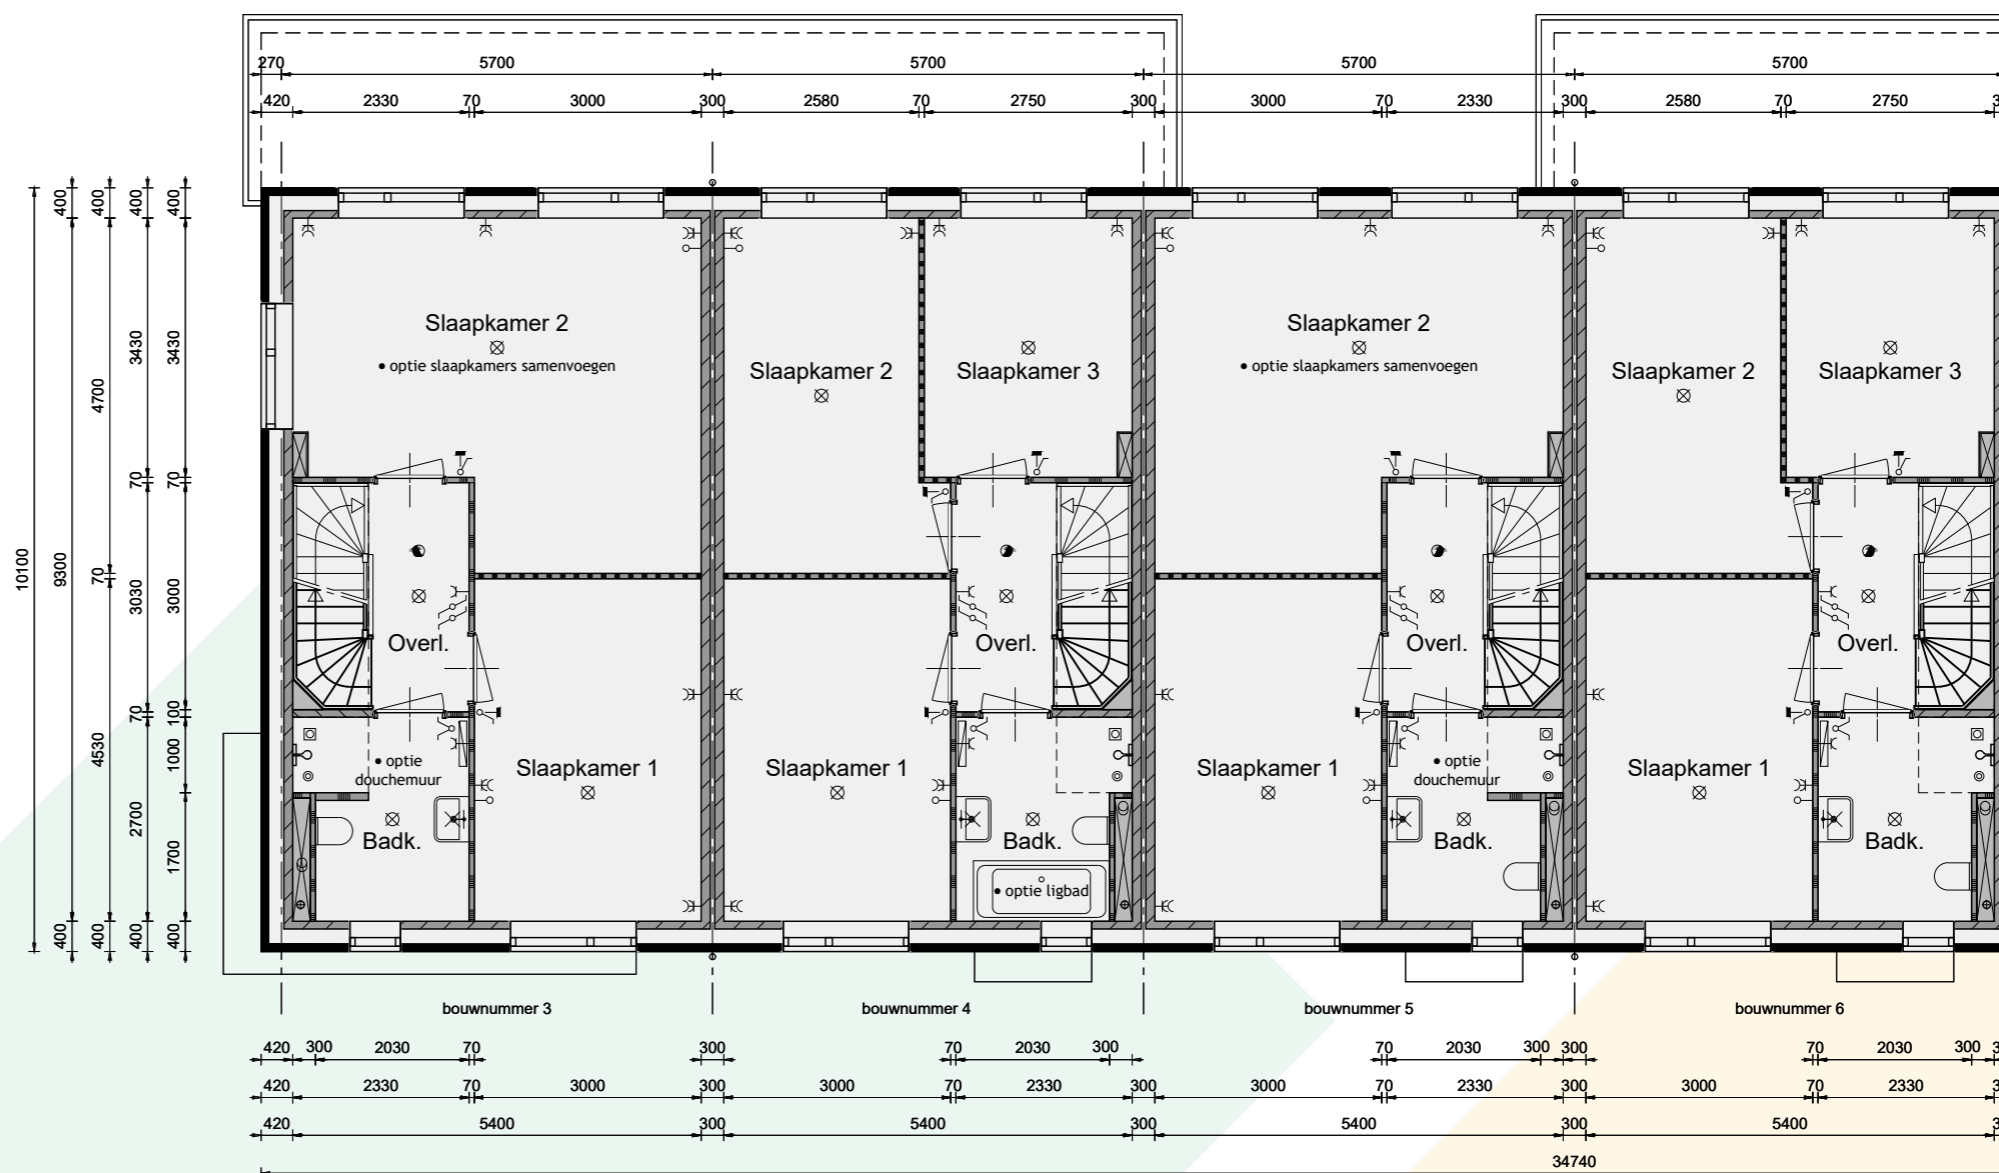 270 5700 5700 5700 5700
420 2330 70 3000 300 2580 70 2750 300 3000 70 2330 300 2580 70 2750 3
400 400 400 400
10100 9300
4700 70 4530
3430 70 3030 70 2700
3430 70 3000 100 1000 1700
400 400 400 400
Slaapkamer 2
• optie slaapkamers samenvoegen
Slaapkamer 2
Slaapkamer 3
Slaapkamer 2
• optie slaapkamers samenvoegen
Slaapkamer 2
Slaapkamer 3
Overl.
Overl.
Overl.
Overl.
• optie
douchemuur
Slaapkamer 1
Slaapkamer 1
Slaapkamer 1
• optie
douchemuur
Slaapkamer 1
Badk.
Badk.
Badk.
Badk.
• optie ligbad
bouwnummer 3
bouwnummer 4
bouwnummer 5
bouwnummer 6
420 300 2030 70 300 70 2030 300 70 2030 300 300 70 2030 300 3
420 2330 70 3000 300 3000 70 2330 300 3000 70 2330 300 3000 70 2330 3
420 5400 300 5400 300 5400 300 5400 3
34740